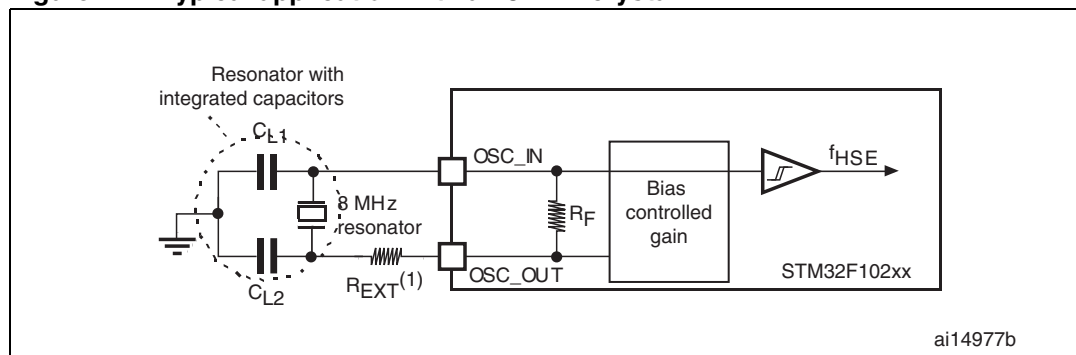 Resonator with
integrated capacitors
CL1
OSC_IN
fHSE
8 MHz
resonator
RF
Bias
controlled
gain
STM32F102xx
REXT(1)
OSC_OUT
CL2
ai14977b